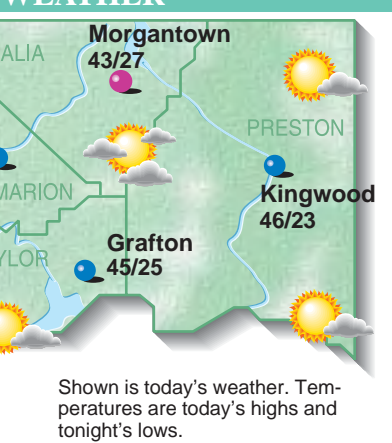 WEATHER
Morgantown
43/27
ALIA
PRESTON
MARION
Kingwood
46/23
Grafton
45/25
YLOR
Shown is today's weather. Tem-
peratures are today's highs and
tonight's lows.